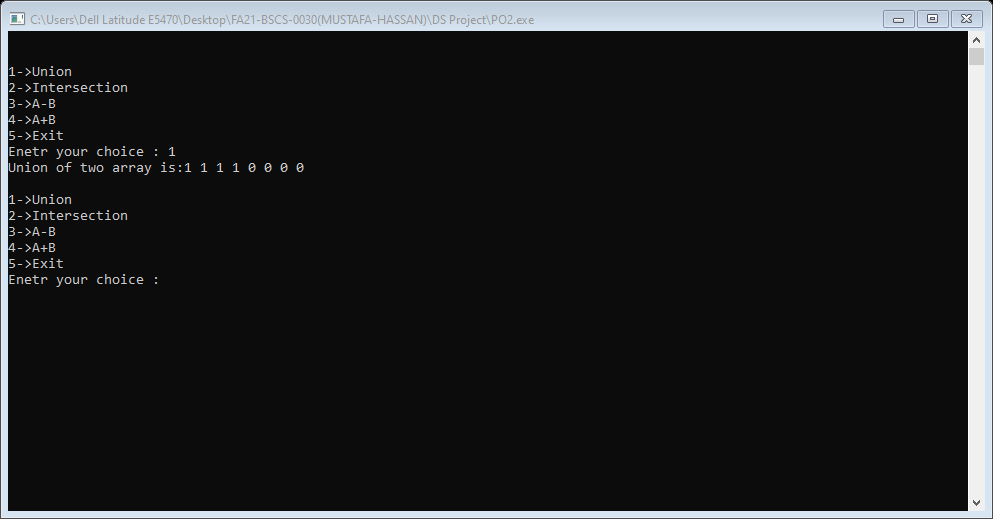 C:\Users\Dell Latitude E5470\Desktop\FA21-BSCS-0030(MUSTAFA-HASSAN)\DS Project\PO2.exe
1->Union
2->Intersection
3->A-B
4->A+B
5->Exit
Enetr your choice : 1
Union of two array is:1 1 1 1 0 0 0 0
1->Union
2->Intersection
3->A-B
4->A+B
5->Exit
Enetr your choice :